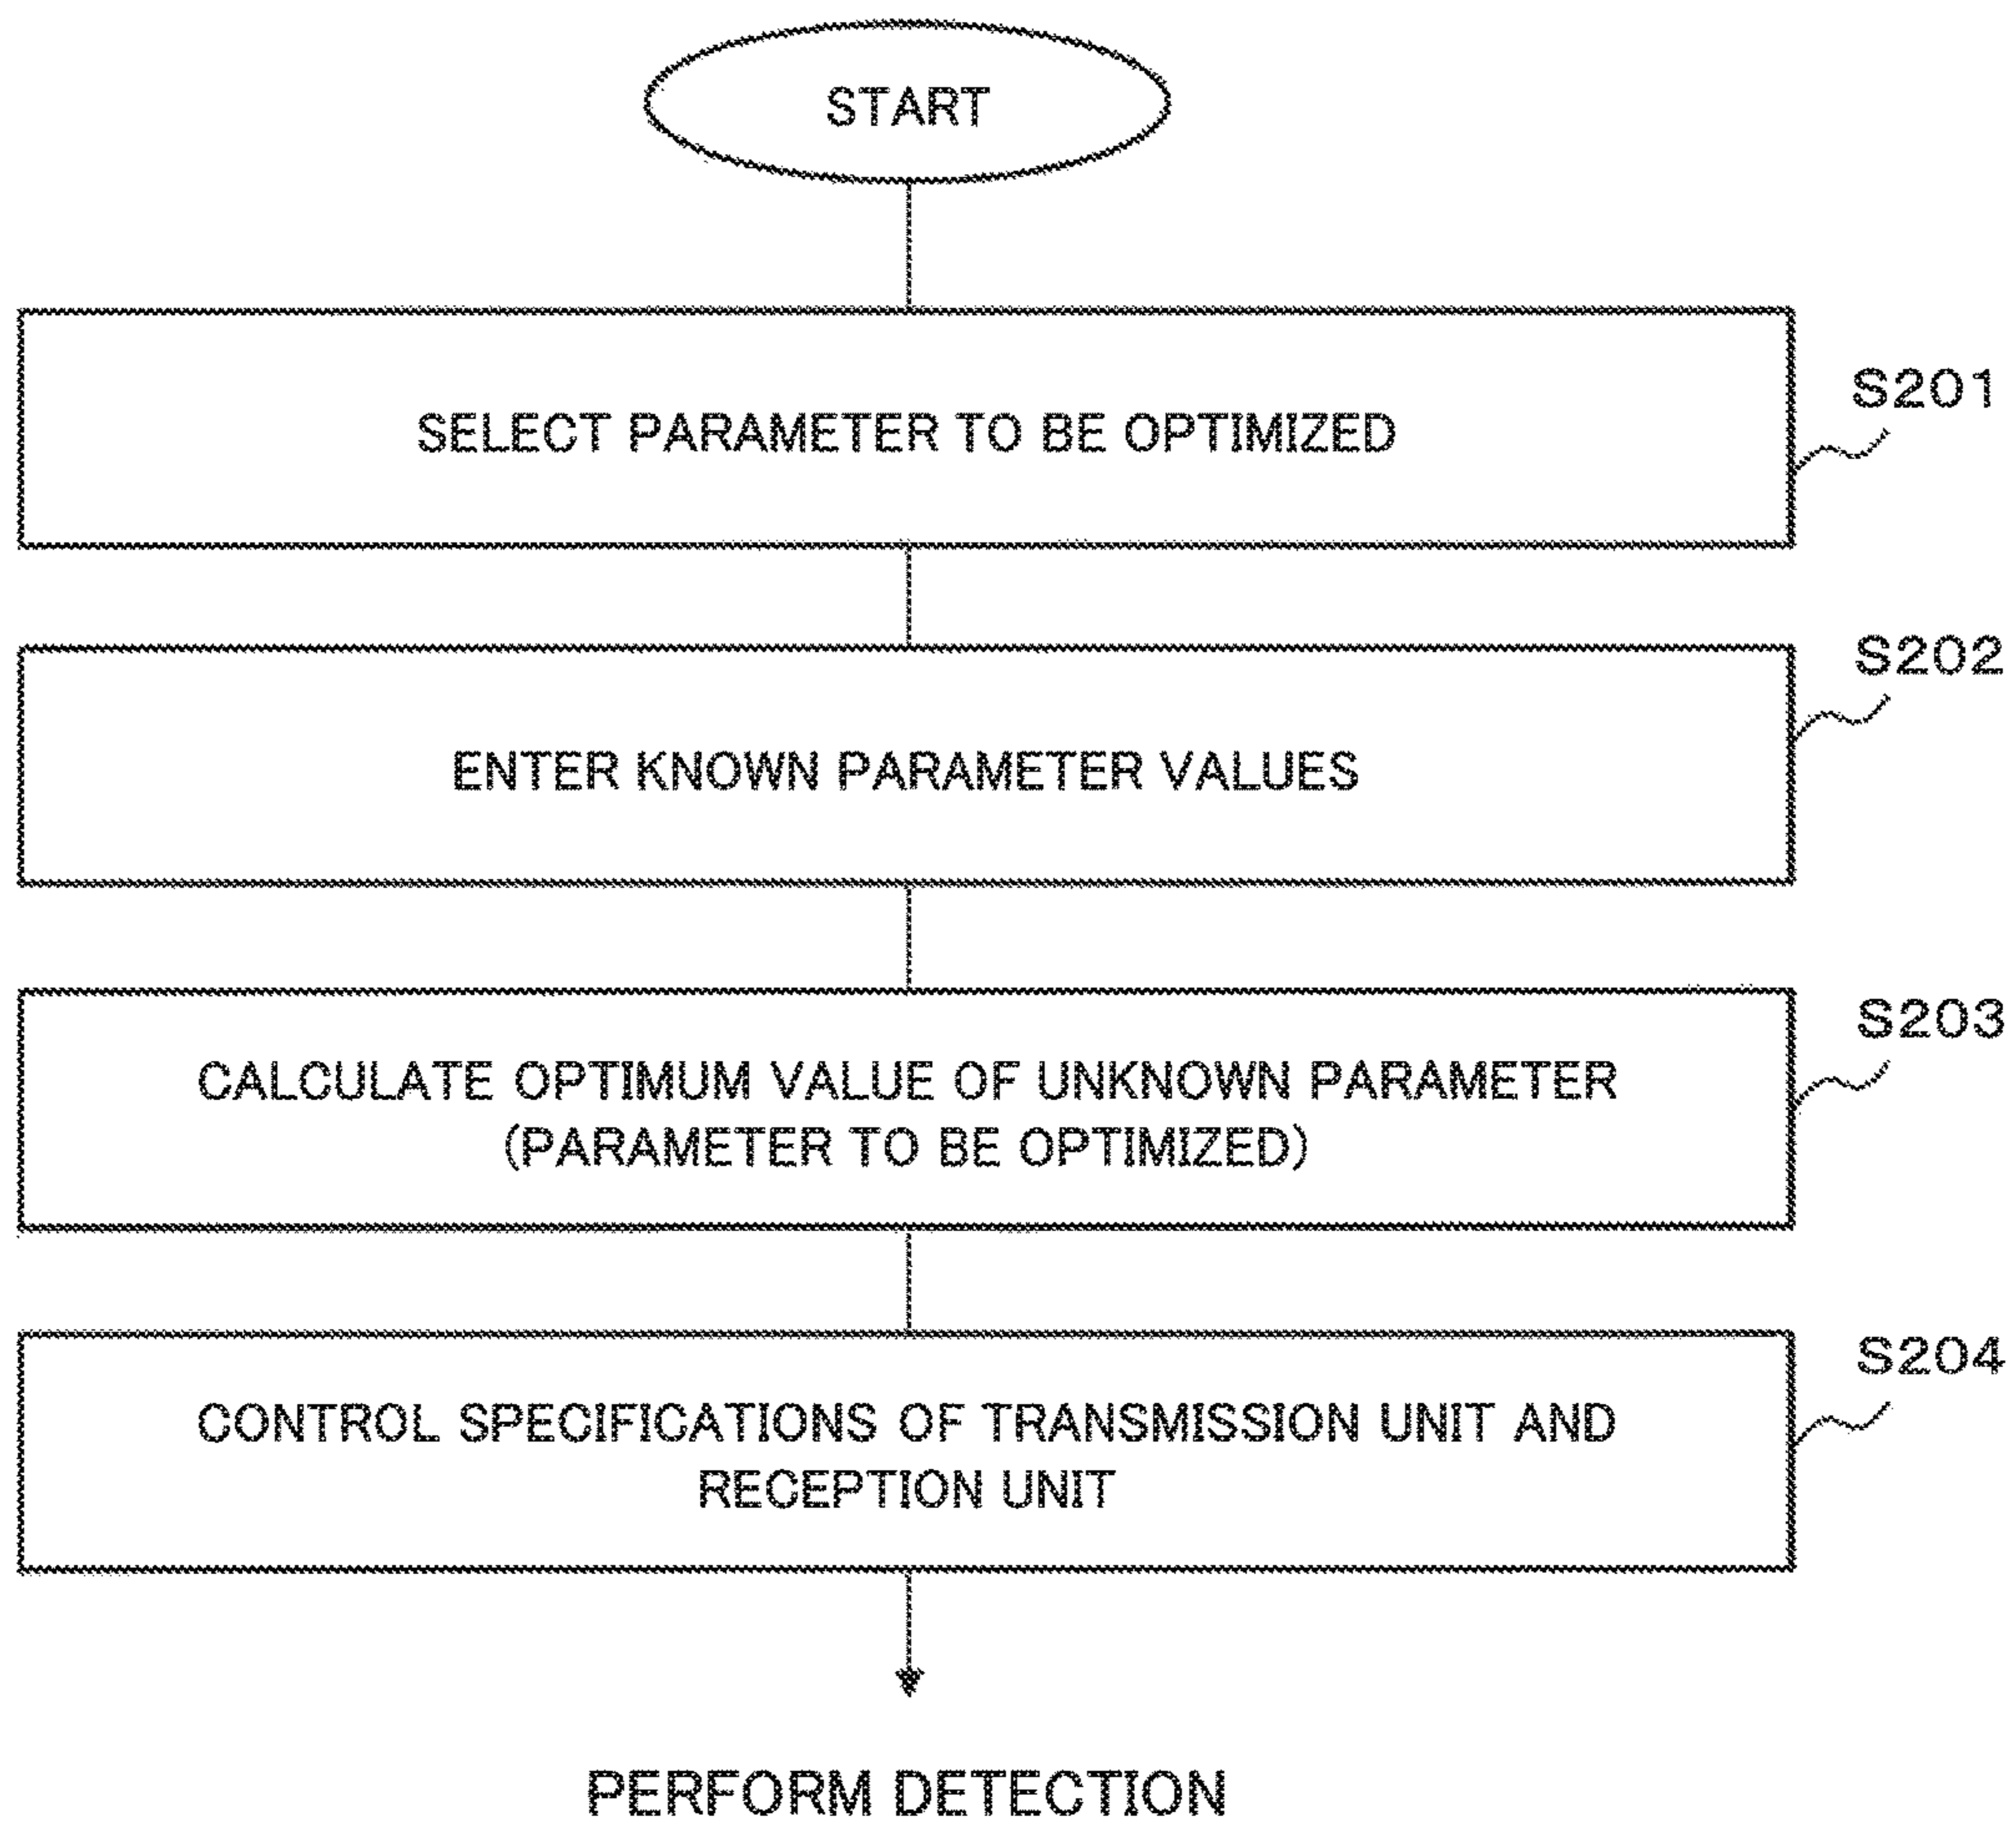 START
SELECT PARAMETER TO BE OPTIMIZED
S201
ENTER KNOWN PARAMETER VALUES
S202
CALCULATE OPTIMUM VALUE OF UNKNOWN PARAMETER
(PARAMETER TO BE OPTIMIZED)
S203
CONTROL SPECIFICATIONS OF TRANSMISSION UNIT AND
RECEPTION UNIT
S204
PERFORM DETECTION